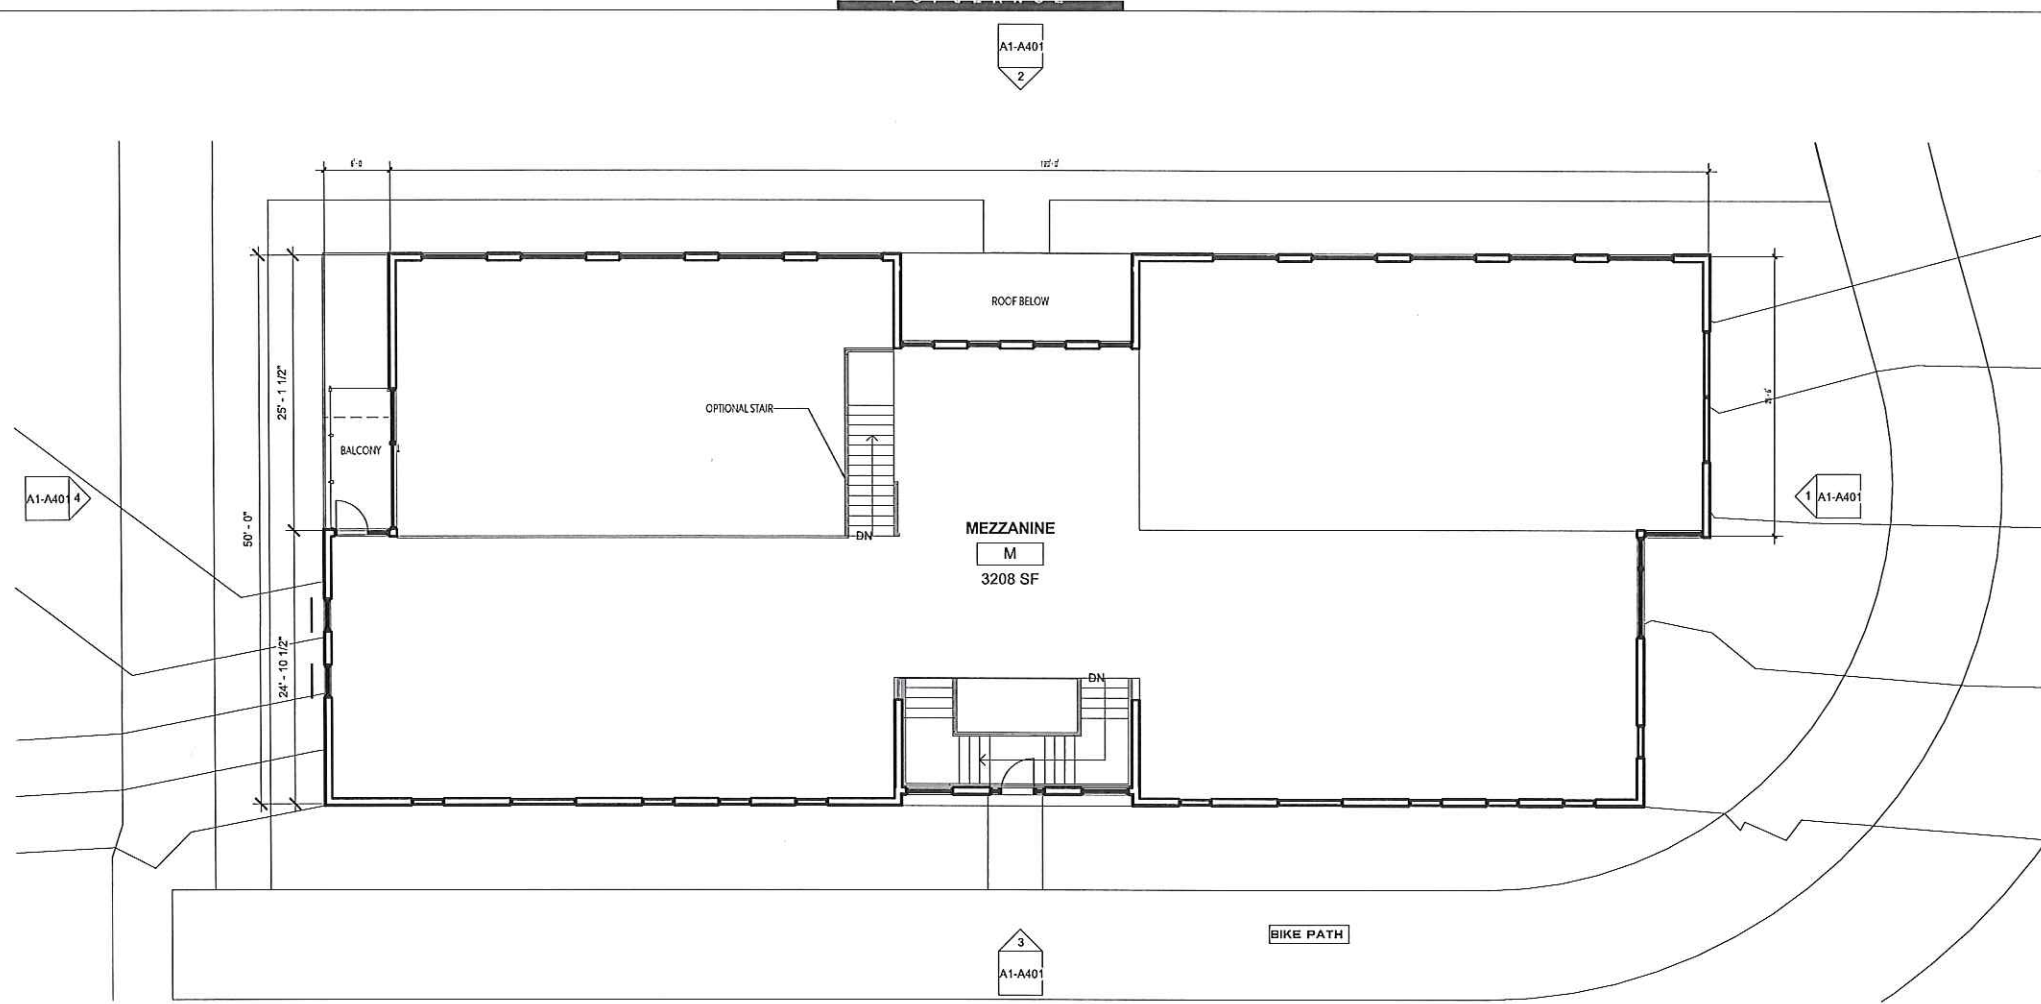 A1-A401
2
6'-0
ROOF BELOW
25' - 1 1/2"
OPTIONAL STAIR
BALCONY
A1-A401
4
1
A1-A401
50' - 0"
DN
MEZZANINE
M
3208 SF
24' - 10 1/2"
DN
BIKE PATH
3
A1-A401